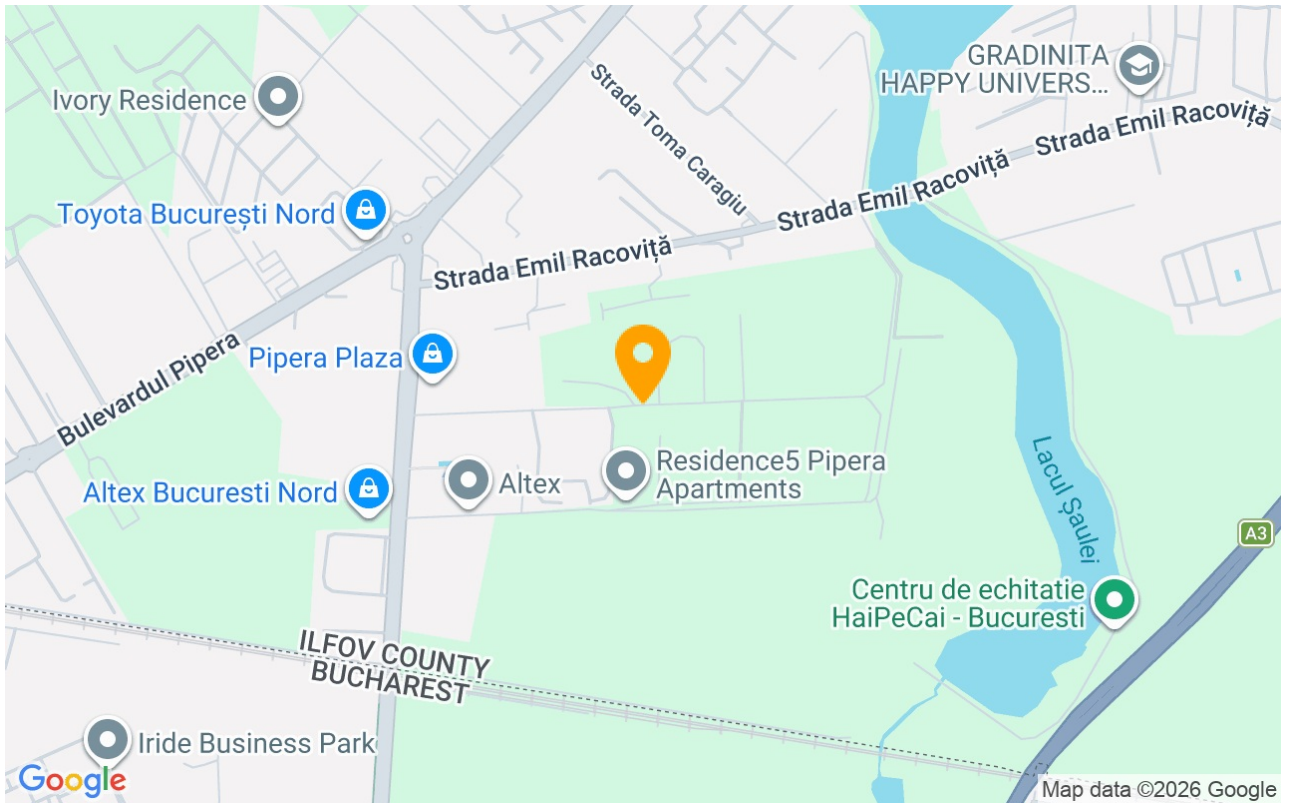 GRADINITA
HAPPY UNIVERS...
Ivory Residence
Strada Toma Caragiu
Strada Emil Racoviță
Strada Emil Racoviță
Toyota București Nord
Strada Emil Racoviță
Bulevardul Pipera
Pipera Plaza
Residence5 Pipera
Apartments
Altex
Altex Bucuresti Nord
Lacul Șaulei
A3
Centru de echitatie
HaiPeCai - Bucuresti
ILFOV COUNTY
BUCHAREST
Iride Business Park
Google
Map data ©2026 Google